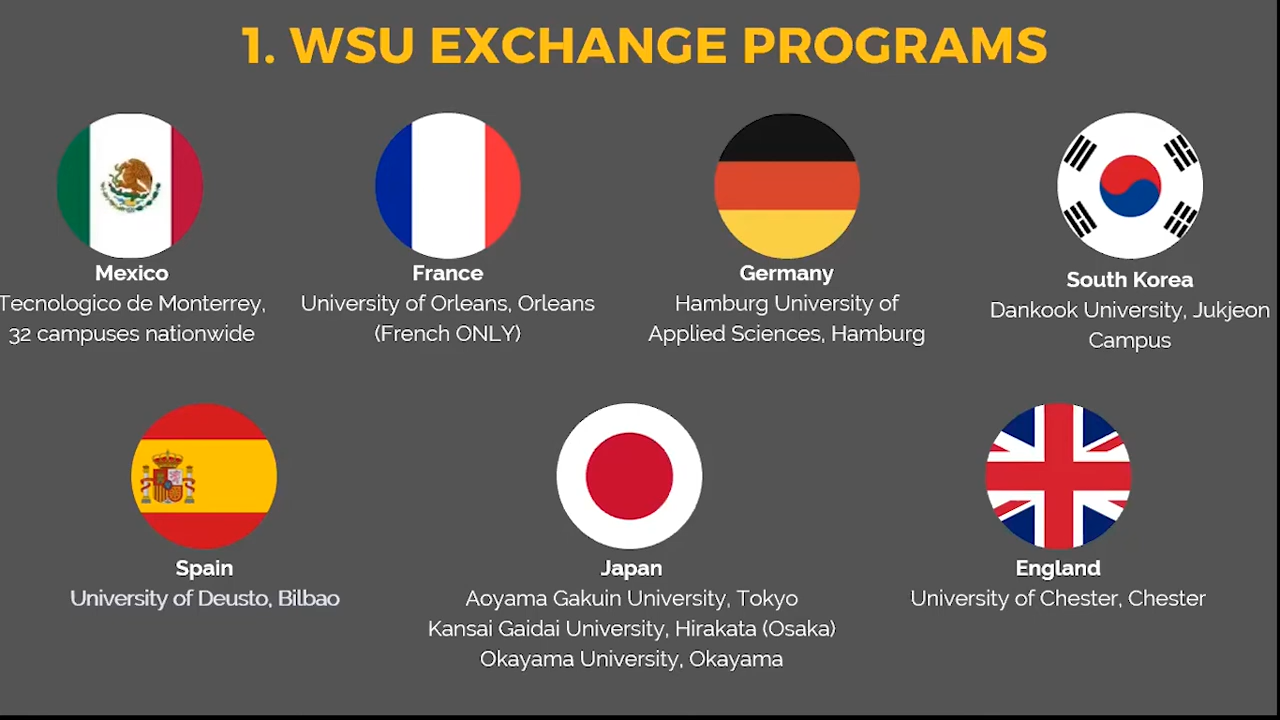 1. WSU EXCHANGE PROGRAMS
Mexico
Tecnologico de Monterrey,
32 campuses nationwide
France
University of Orleans, Orleans
(French ONLY)
Germany
Hamburg University of
Applied Sciences, Hamburg
South Korea
Dankook University, Jukjeon
Campus
Spain
University of Deusto, Bilbao
Japan
Aoyama Gakuin University, Tokyo
Kansai Gaidai University, Hirakata (Osaka)
Okayama University, Okayama
England
University of Chester, Chester